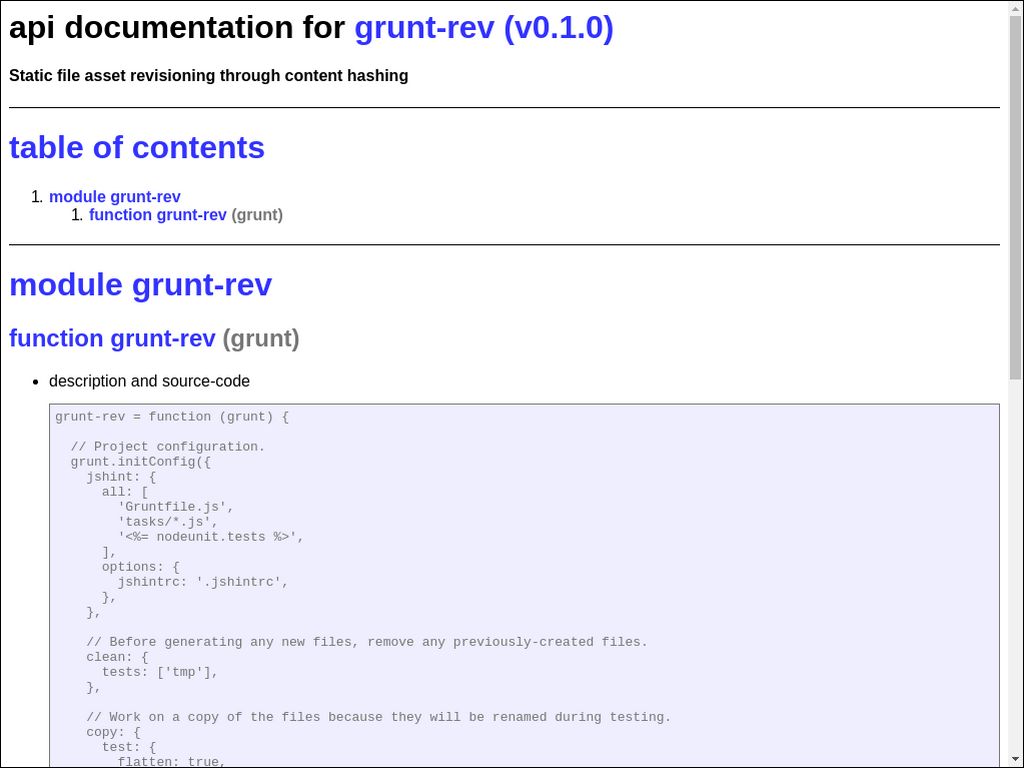 api documentation for grunt-rev (v0.1.0)
Static file asset revisioning through content hashing
table of contents
1. module grunt-rev
1. function grunt-rev (grunt)
module grunt-rev
function grunt-rev (grunt)
• description and source-code
grunt-rev = function (grunt) {
  // Project configuration.
  grunt.initConfig({
    jshint: {
      all: [
        'Gruntfile.js',
        'tasks/*.js',
        '<%= nodeunit.tests %>',
      ],
      options: {
        jshintrc: '.jshintrc',
      },
    },
    // Before generating any new files, remove any previously-created files.
    clean: {
      tests: ['tmp'],
    },
    // Work on a copy of the files because they will be renamed during testing.
    copy: {
      test: {
        flatten: true,